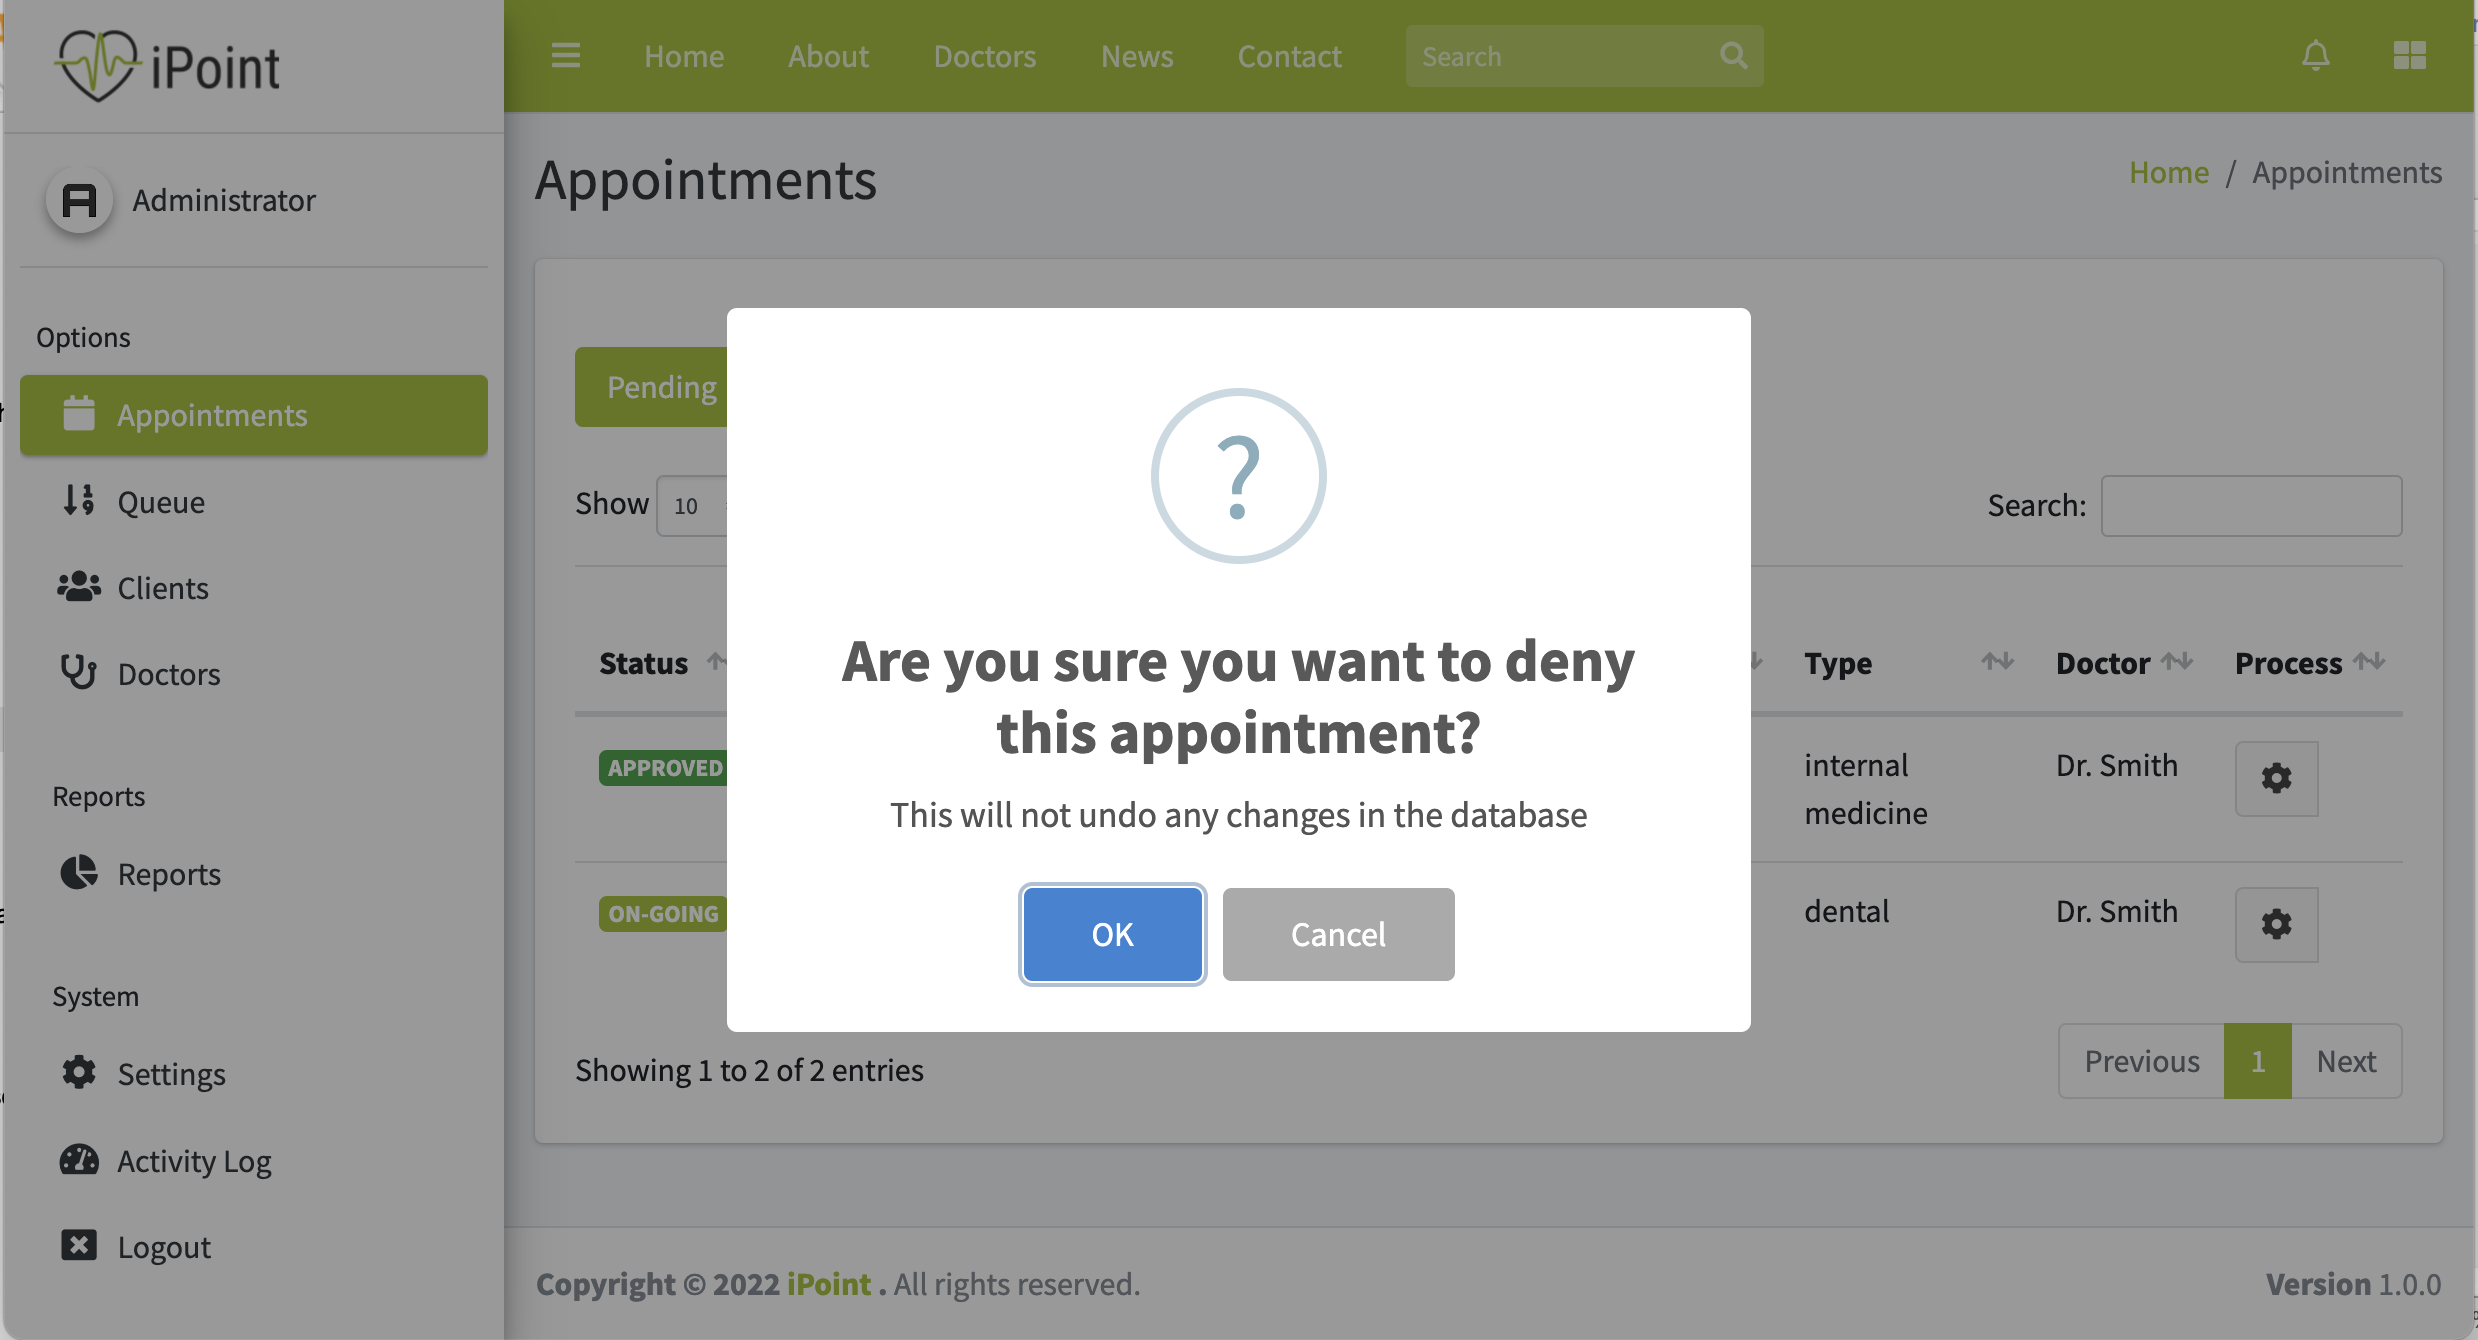 iPoint
Home About Doctors News Contact Search
Administrator
Appointments
Home / Appointments
Options
Appointments
Queue
Clients
Doctors
Reports
Reports
System
Settings
Activity Log
Logout
Pending
Show 10
Search:
Status Type Doctor Process
APPROVED internal medicine Dr. Smith
ON-GOING dental Dr. Smith
?
Are you sure you want to deny
this appointment?
This will not undo any changes in the database
OK Cancel
Showing 1 to 2 of 2 entries
Previous 1 Next
Copyright © 2022 iPoint . All rights reserved.
Version 1.0.0